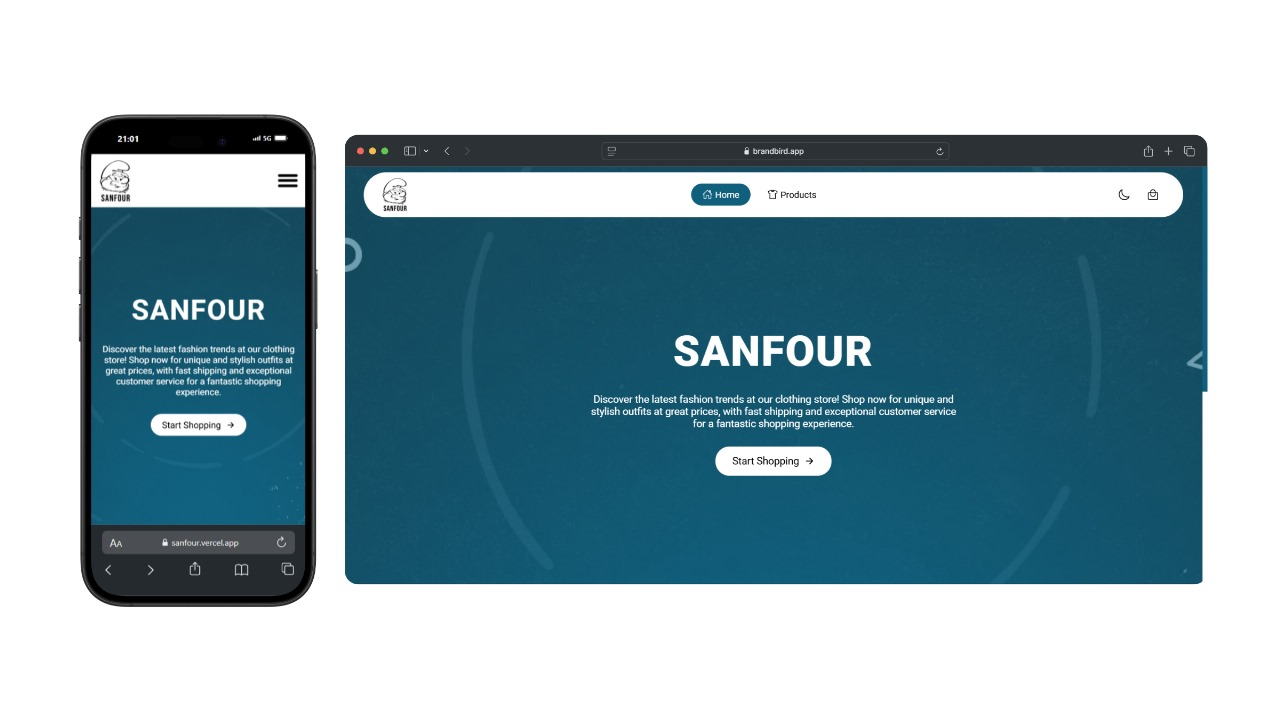 21:01
5G
SANFOUR
SANFOUR
Discover the latest fashion trends at our clothing
store! Shop now for unique and stylish outfits at
great prices, with fast shipping and exceptional
customer service for a fantastic shopping
experience.
Start Shopping →
AA
sanfour.vercel.app
brandbird.app
SANFOUR
Home
Products
SANFOUR
Discover the latest fashion trends at our clothing store! Shop now for unique and
stylish outfits at great prices, with fast shipping and exceptional customer service
for a fantastic shopping experience.
Start Shopping →